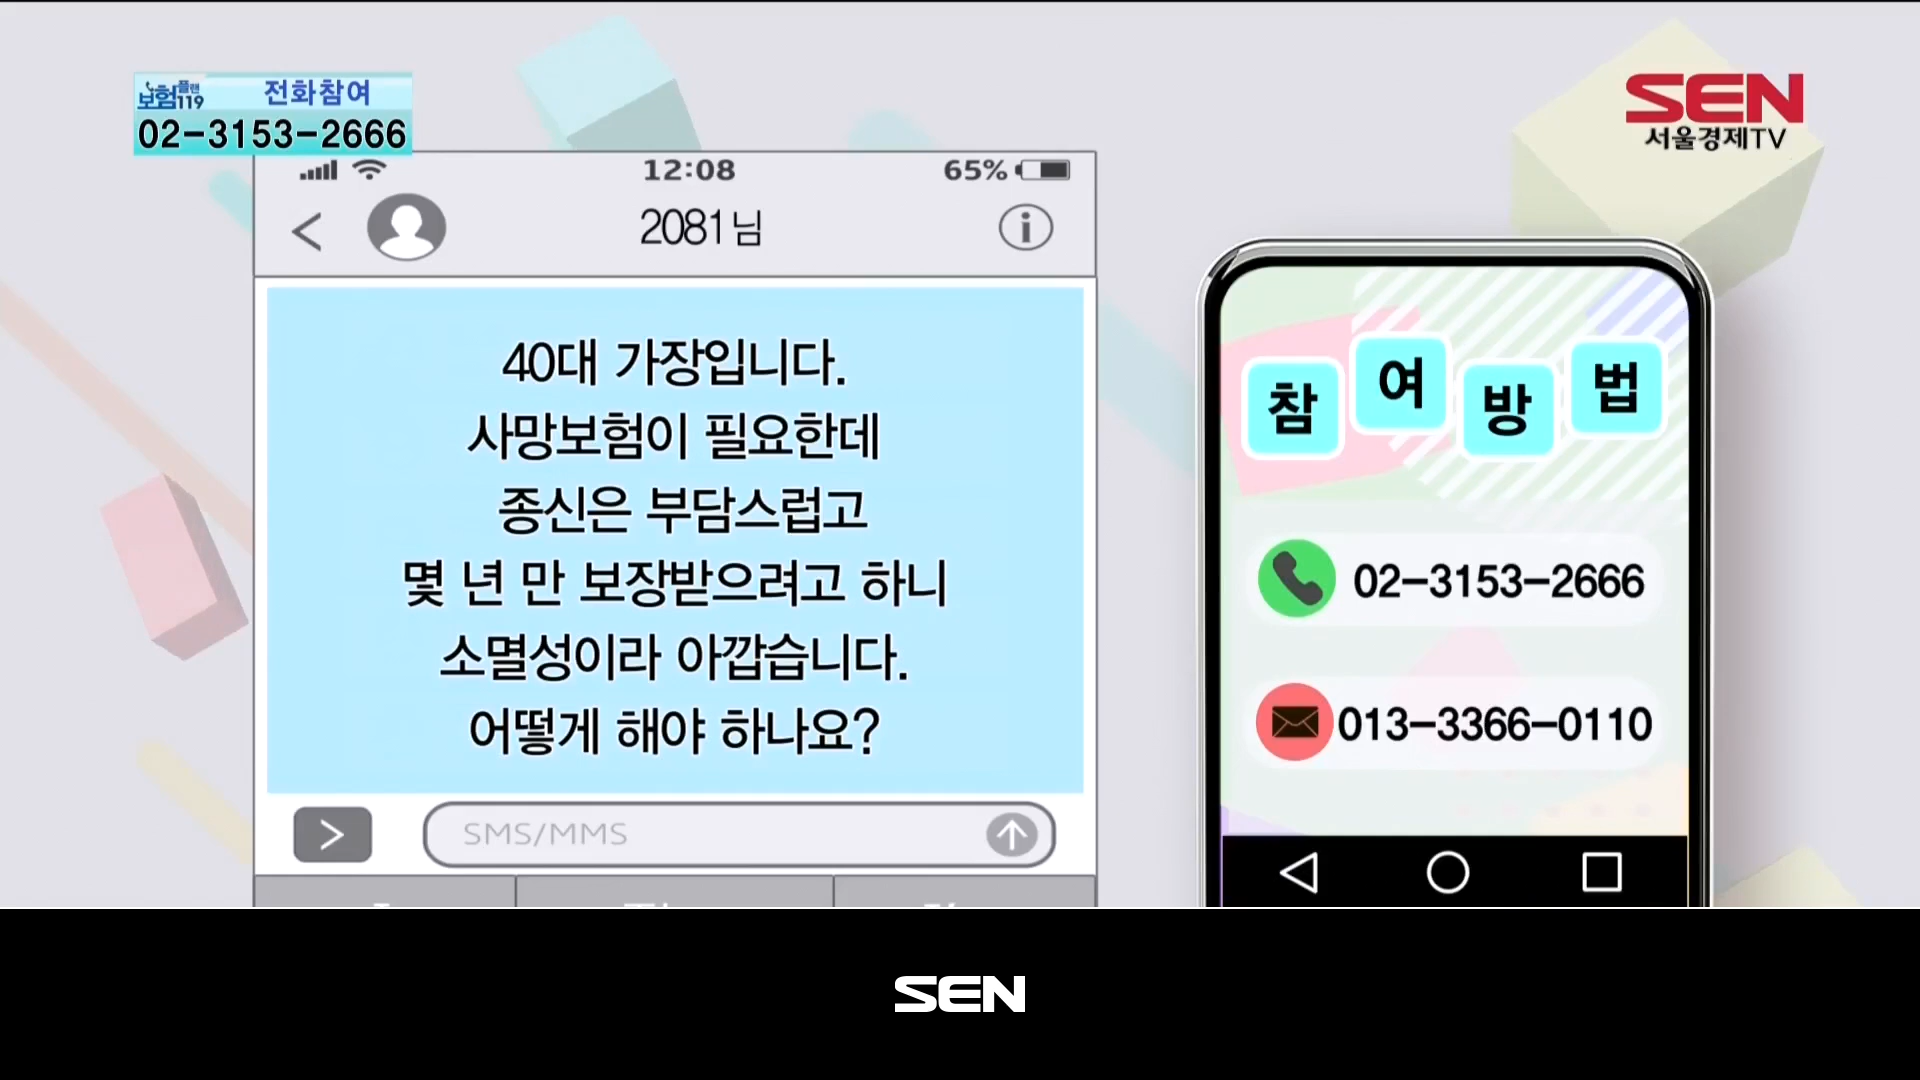 보험플랜119 전화참여
02-3153-2666
SEN
서울경제TV
12:08
65%
2081님
40대 가장입니다.
사망보험이 필요한데
종신은 부담스럽고
몇 년 만 보장받으려고 하니
소멸성이라 아깝습니다.
어떻게 해야 하나요?
SMS/MMS
참여방법
02-3153-2666
013-3366-0110
SEN